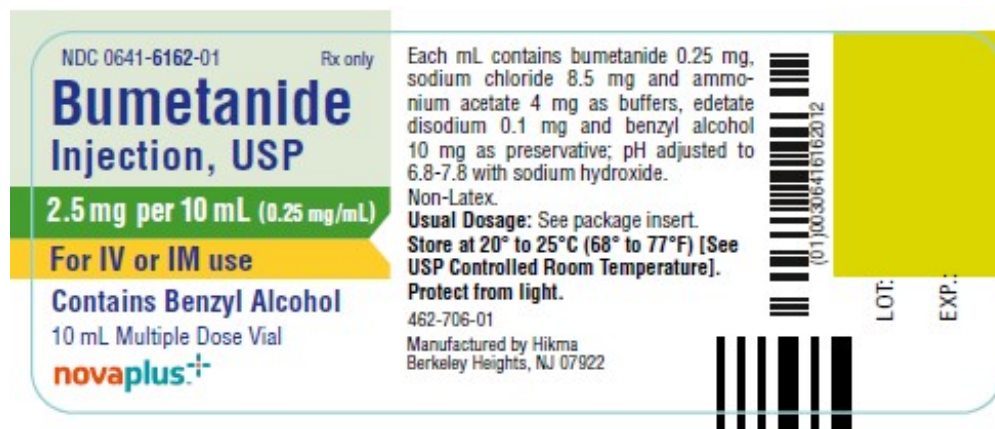 NDC 0641-6162-01 Rx only
Bumetanide
Injection, USP
2.5 mg per 10 mL (0.25 mg/mL)
For IV or IM use
Contains Benzyl Alcohol
10 mL Multiple Dose Vial
novaplus
Each mL contains bumetanide 0.25 mg,
sodium chloride 8.5 mg and ammo-
nium acetate 4 mg as buffers, edetate
disodium 0.1 mg and benzyl alcohol
10 mg as preservative; pH adjusted to
6.8-7.8 with sodium hydroxide.
Non-Latex.
Usual Dosage: See package insert.
Store at 20° to 25°C (68° to 77°F) [See
USP Controlled Room Temperature].
Protect from light.
462-706-01
Manufactured by Hikma
Berkeley Heights, NJ 07922
(01)00306416162012
LOT:
EXP.: